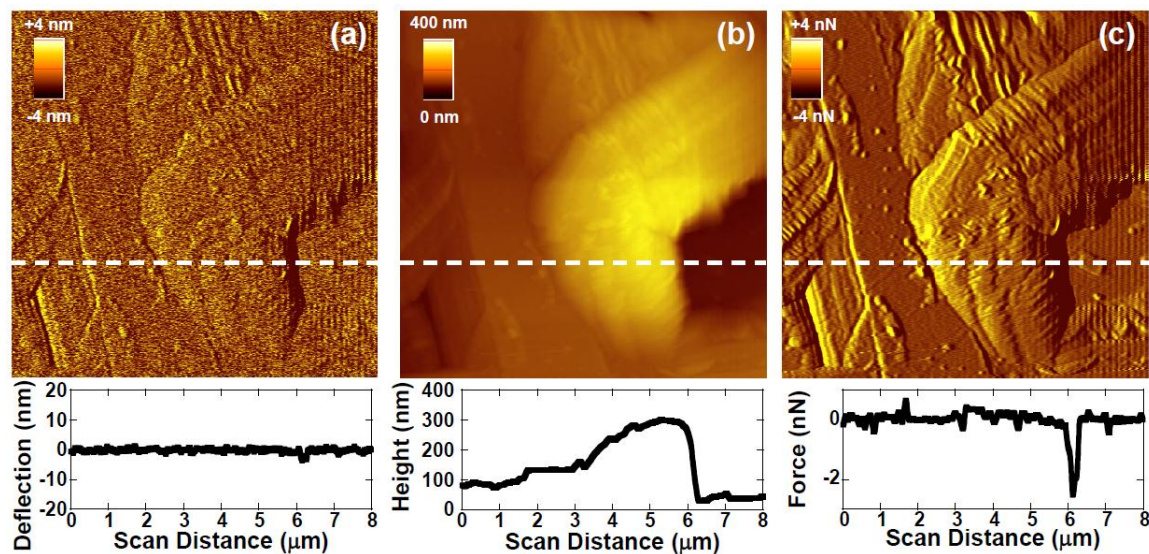 +4 nm
-4 nm
(a)
400 nm
0 nm
(b)
+4 nN
-4 nN
(c)
20
10
0
-10
-20
Deflection (nm)
0 1 2 3 4 5 6 7 8
Scan Distance (μm)
400
300
200
100
0
Height (nm)
0 1 2 3 4 5 6 7 8
Scan Distance (μm)
0
-2
Force (nN)
0 1 2 3 4 5 6 7 8
Scan Distance (μm)